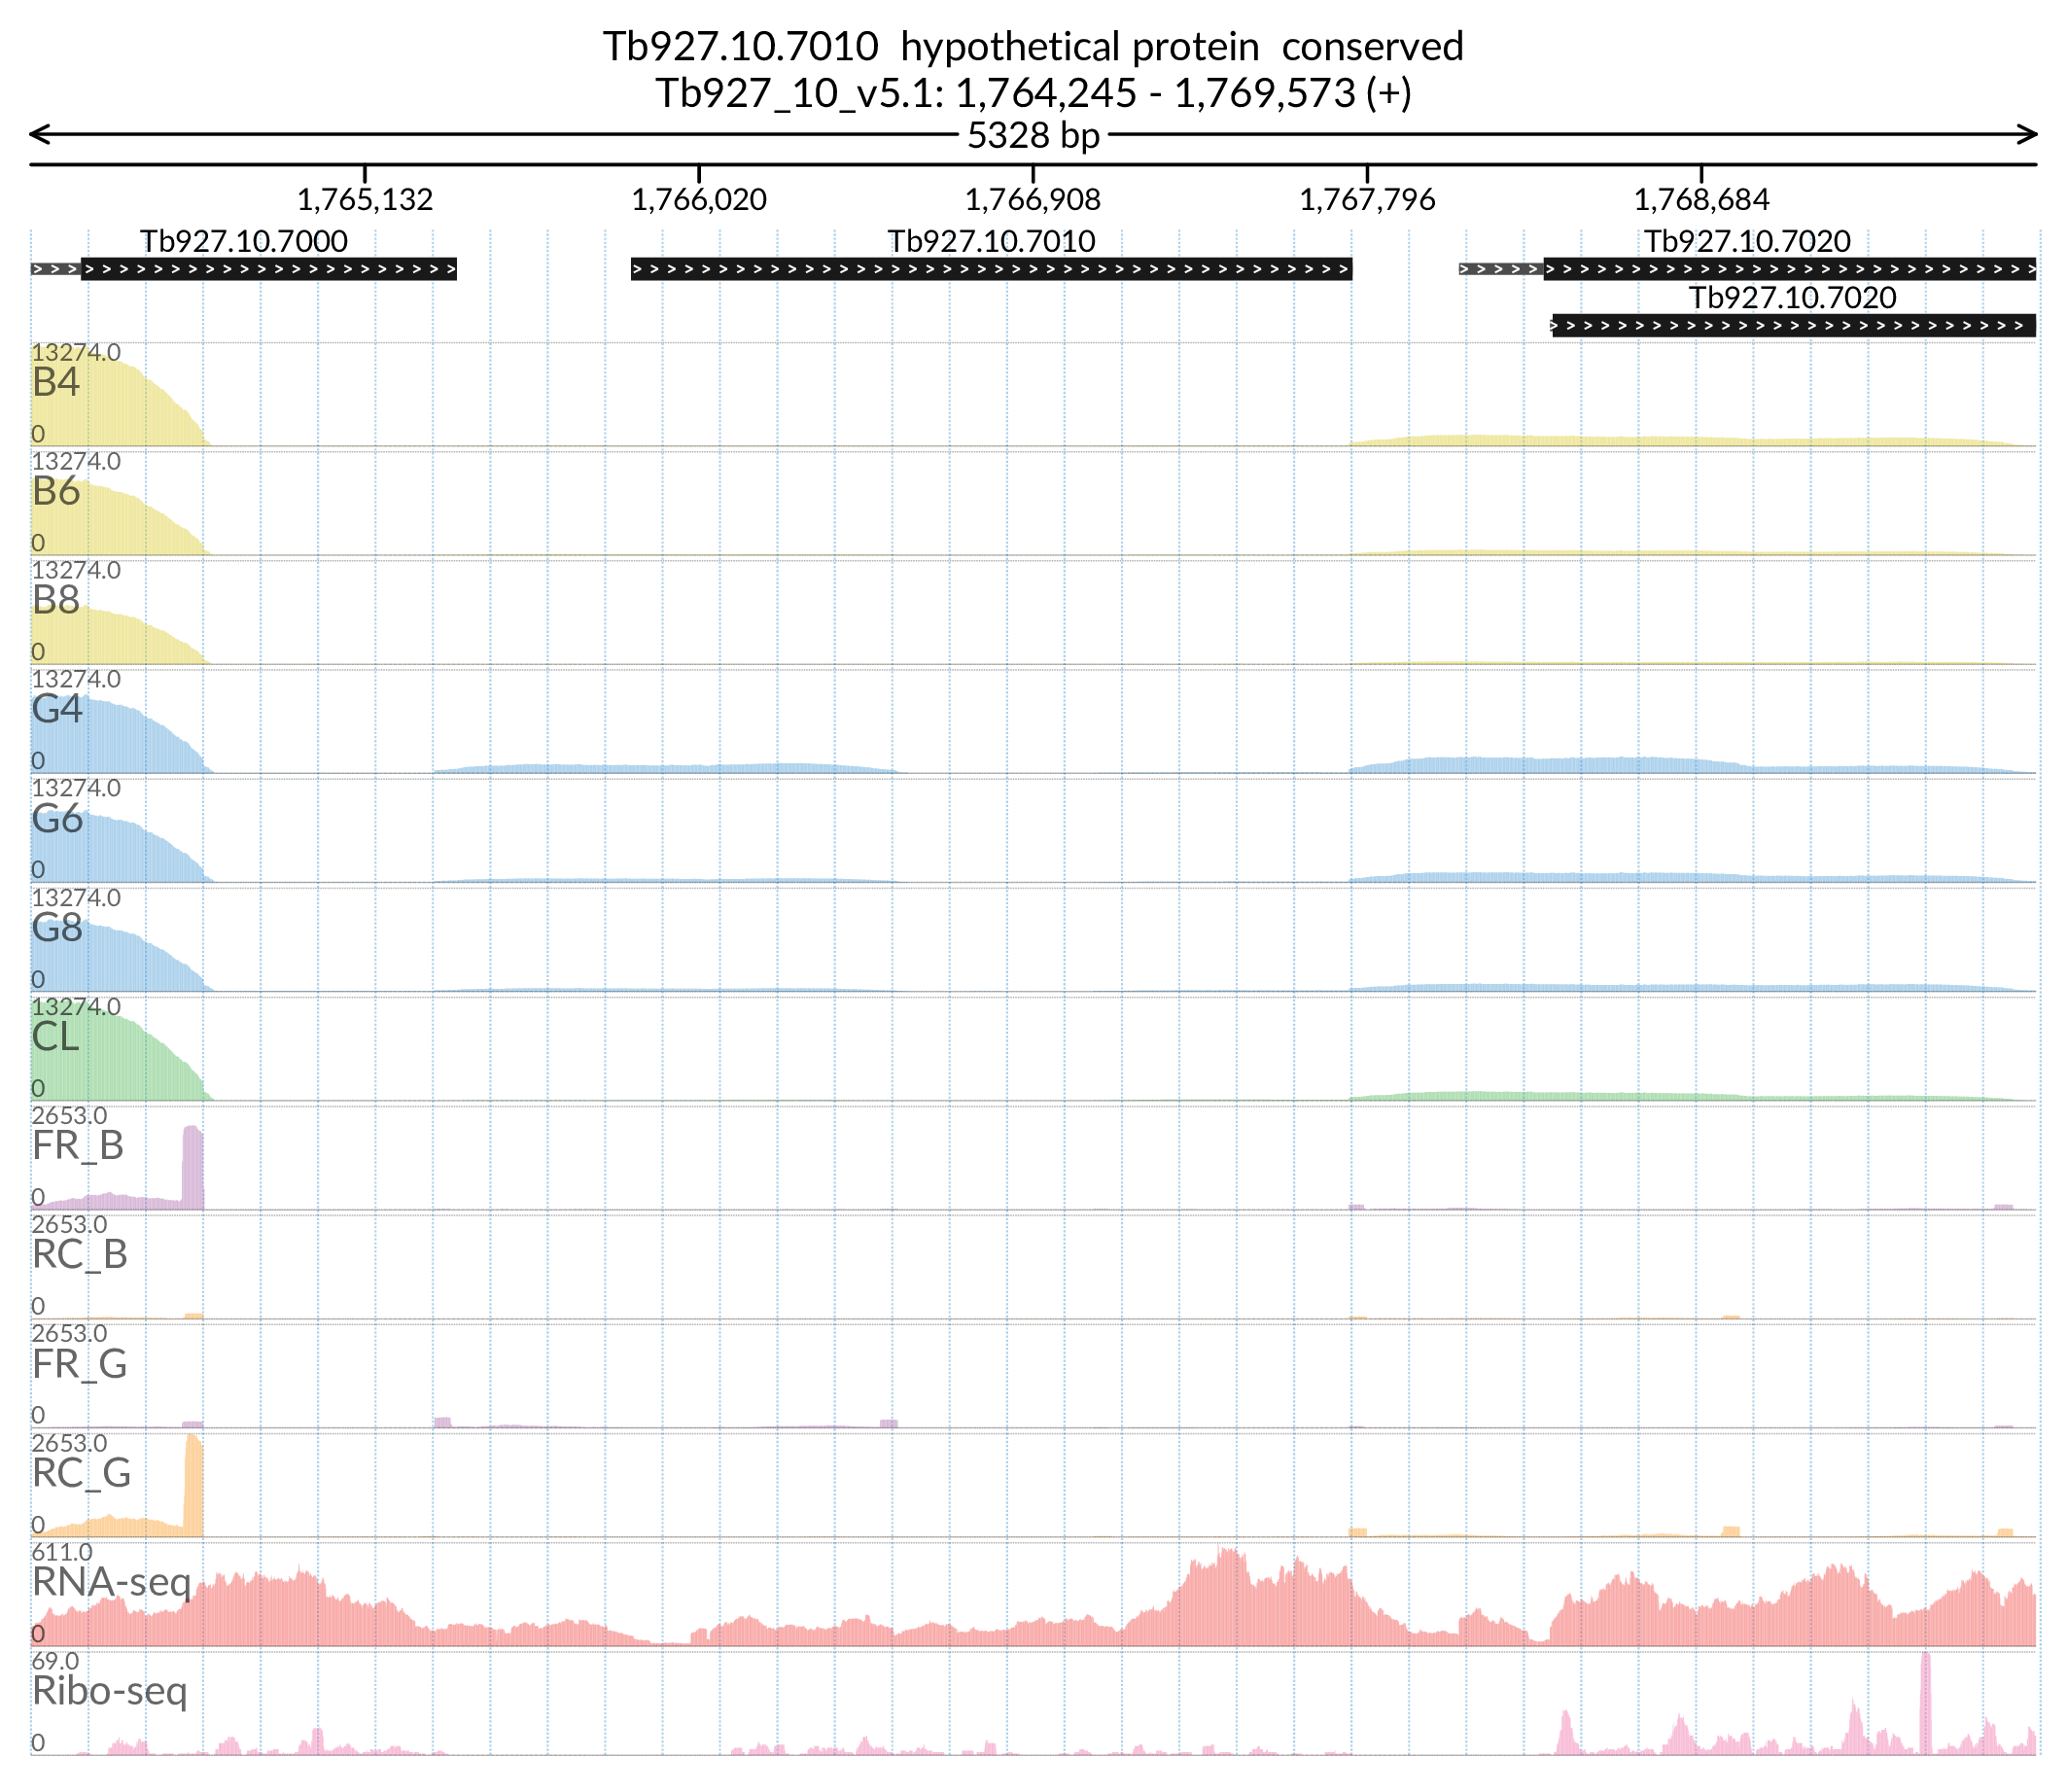 Tb927.10.7010 hypothetical protein conserved
Tb927_10_v5.1: 1,764,245 - 1,769,573 (+)
5328 bp
1,765,132 1,766,020 1,766,908 1,767,796 1,768,684
Tb927.10.7000 Tb927.10.7010 Tb927.10.7020
Tb927.10.7020
13274.0
B4
0
13274.0
B6
0
13274.0
B8
0
13274.0
G4
0
13274.0
G6
0
13274.0
G8
0
13274.0
CL
0
2653.0
FR_B
0
2653.0
RC_B
0
2653.0
FR_G
0
2653.0
RC_G
0
611.0
RNA-seq
0
69.0
Ribo-seq
0